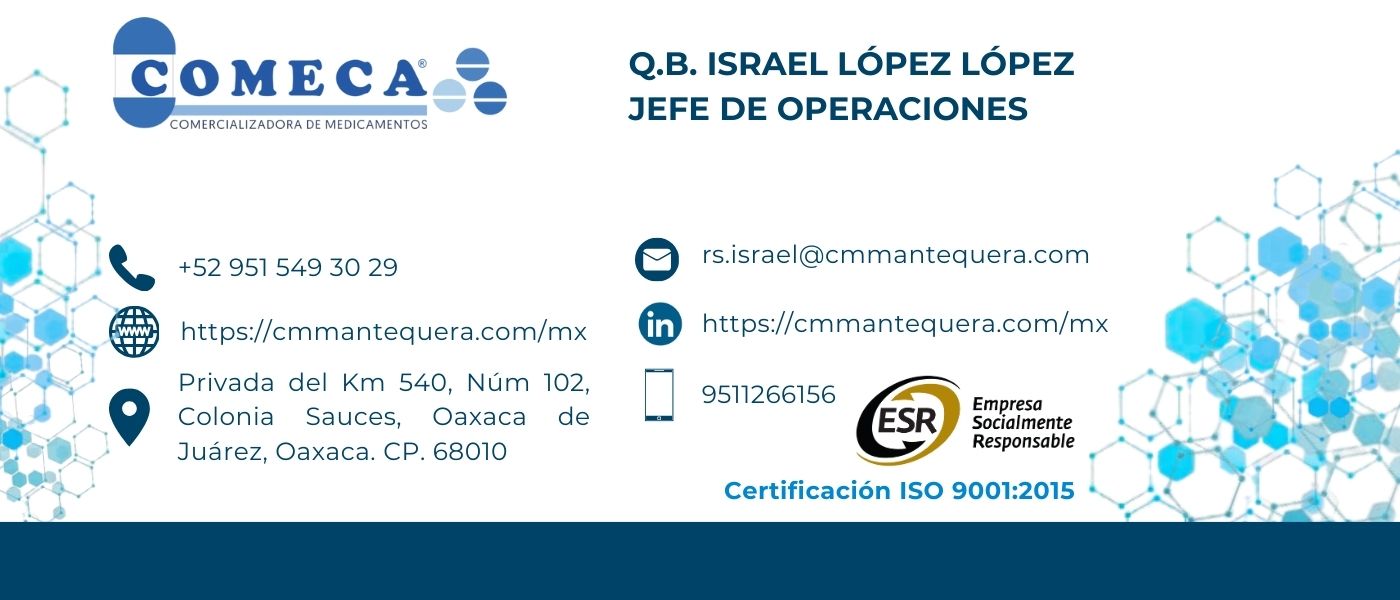 COMECA®
COMERCIALIZADORA DE MEDICAMENTOS
Q.B. ISRAEL LÓPEZ LÓPEZ
JEFE DE OPERACIONES
+52 951 549 30 29
www
https://cmmantequera.com/mx
Privada del Km 540, Núm 102,
Colonia Sauces, Oaxaca de
Juárez, Oaxaca. CP. 68010
rs.israel@cmmantequera.com
in
https://cmmantequera.com/mx
9511266156
ESR
Empresa
Socialmente
Responsable
Certificación ISO 9001:2015